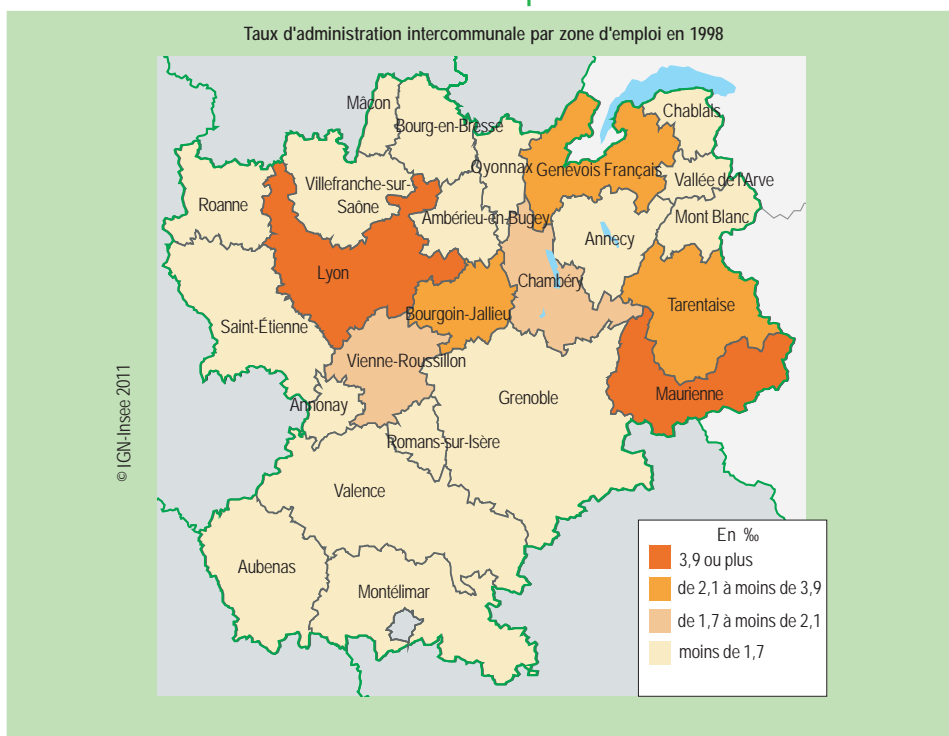 Taux d'administration intercommunale par zone d'emploi en 1998
Mâcon
Bourg-en-Bresse
Chablais
Oyonnax
Genevois Français
Vallée de l'Arve
Villefranche-sur-
Saône
Roanne
Ambérieu-en-Bugey
Mont Blanc
Annecy
Lyon
Chambéry
Tarentaise
Bourgoin-Jallieu
Saint-Étienne
Vienne-Roussillon
Maurienne
Grenoble
Annonay
Romans-sur-Isère
Valence
Aubenas
Montélimar
© IGN-Insee 2011
En ‰
3,9 ou plus
de 2,1 à moins de 3,9
de 1,7 à moins de 2,1
moins de 1,7